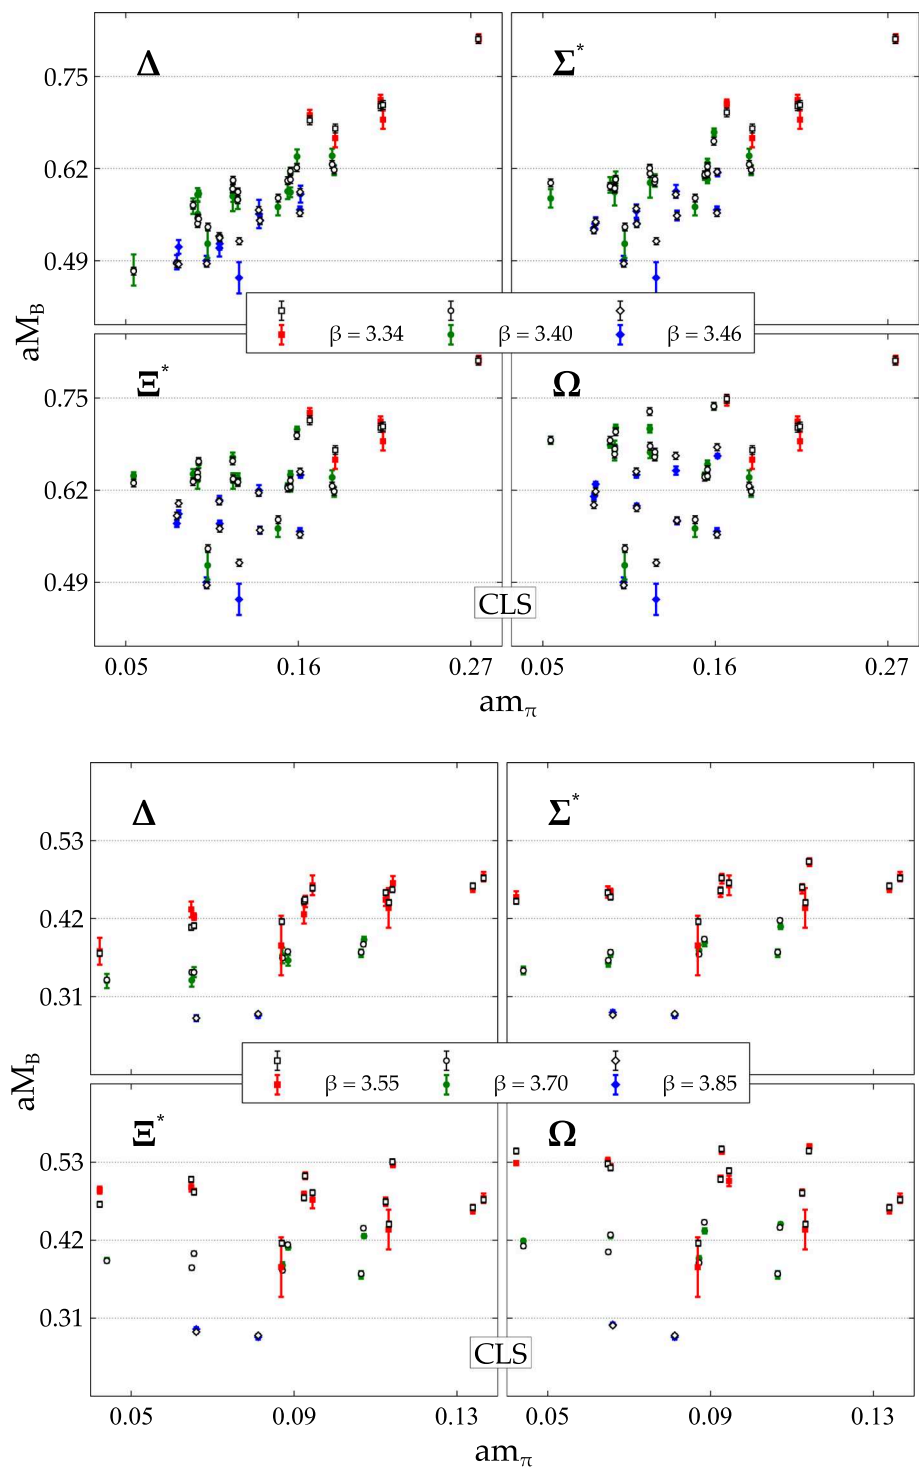 Δ
Σ*
0.75
0.62
0.49
aM_B
β = 3.34
β = 3.40
β = 3.46
Ξ*
Ω
0.75
0.62
0.49
CLS
0.05
0.16
0.27
0.05
0.16
0.27
am_π
Δ
Σ*
0.53
0.42
0.31
aM_B
β = 3.55
β = 3.70
β = 3.85
Ξ*
Ω
0.53
0.42
0.31
CLS
0.05
0.09
0.13
0.05
0.09
0.13
am_π